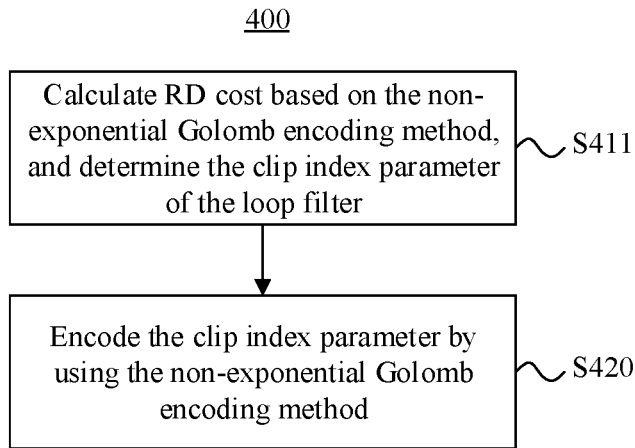 400
Calculate RD cost based on the non-
exponential Golomb encoding method,
and determine the clip index parameter
of the loop filter
S411
Encode the clip index parameter by
using the non-exponential Golomb
encoding method
S420